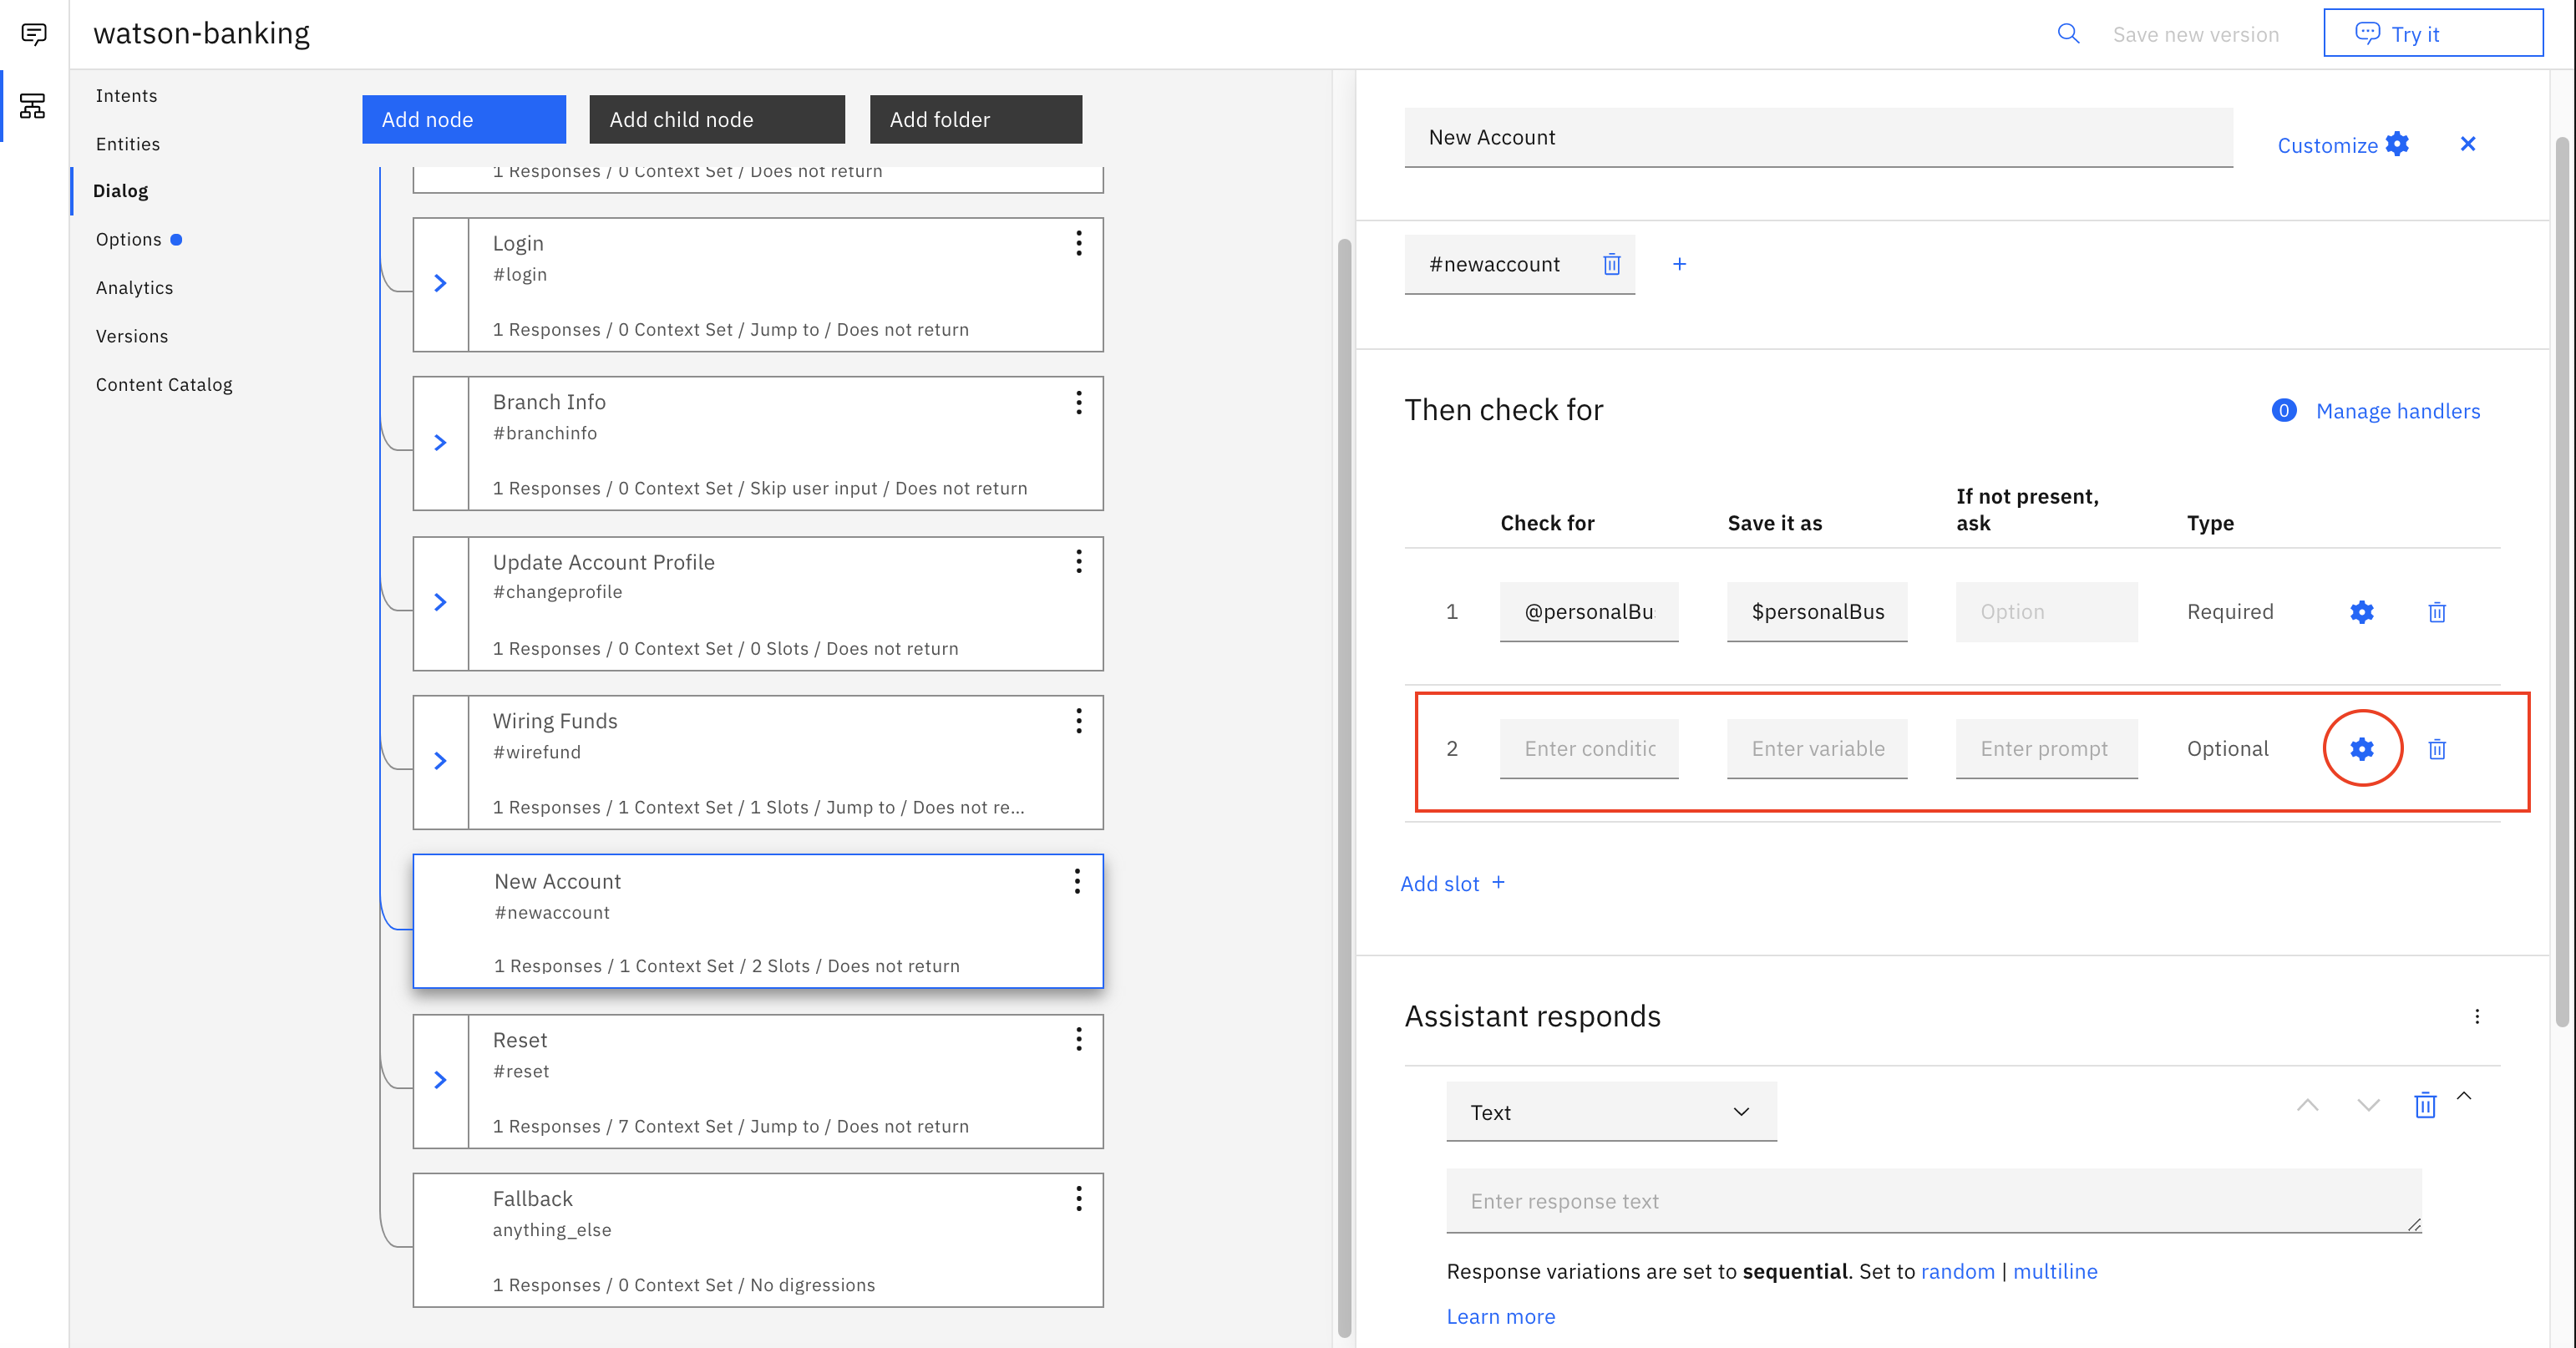 watson-banking
Save new version
Try it
Intents
Entities
Dialog
Options
Analytics
Versions
Content Catalog
Add node
Add child node
Add folder
1 Responses / 0 Context Set / Does not return
Login
#login
1 Responses / 0 Context Set / Jump to / Does not return
Branch Info
#branchinfo
1 Responses / 0 Context Set / Skip user input / Does not return
Update Account Profile
#changeprofile
1 Responses / 0 Context Set / 0 Slots / Does not return
Wiring Funds
#wirefund
1 Responses / 1 Context Set / 1 Slots / Jump to / Does not re...
New Account
#newaccount
1 Responses / 1 Context Set / 2 Slots / Does not return
Reset
#reset
1 Responses / 7 Context Set / Jump to / Does not return
Fallback
anything_else
1 Responses / 0 Context Set / No digressions
New Account
Customize
#newaccount
Then check for
0 Manage handlers
Check for
Save it as
If not present,
ask
Type
1 @personalBu $personalBus Option Required
2 Enter conditic Enter variable Enter prompt Optional
Add slot +
Assistant responds
Text
Enter response text
Response variations are set to sequential. Set to random | multiline
Learn more